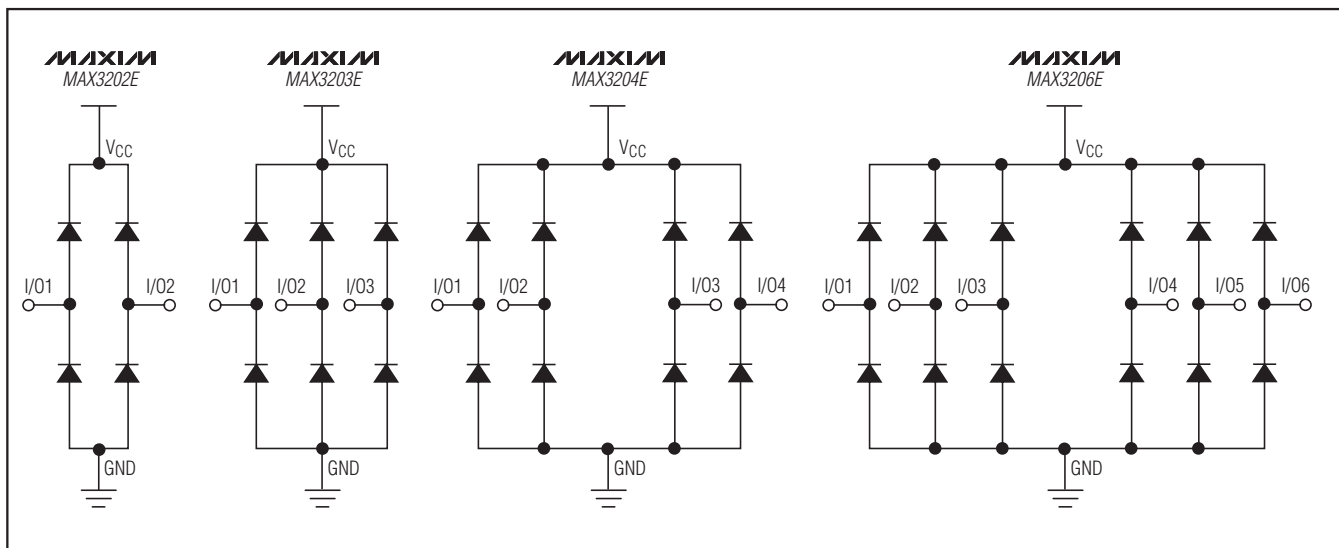 MAXIM
MAX3202E
VCC
I/O1
I/O2
GND
MAXIM
MAX3203E
VCC
I/O1
I/O2
I/O3
GND
MAXIM
MAX3204E
VCC
I/O1
I/O2
I/O3
I/O4
GND
MAXIM
MAX3206E
VCC
I/O1
I/O2
I/O3
I/O4
I/O5
I/O6
GND